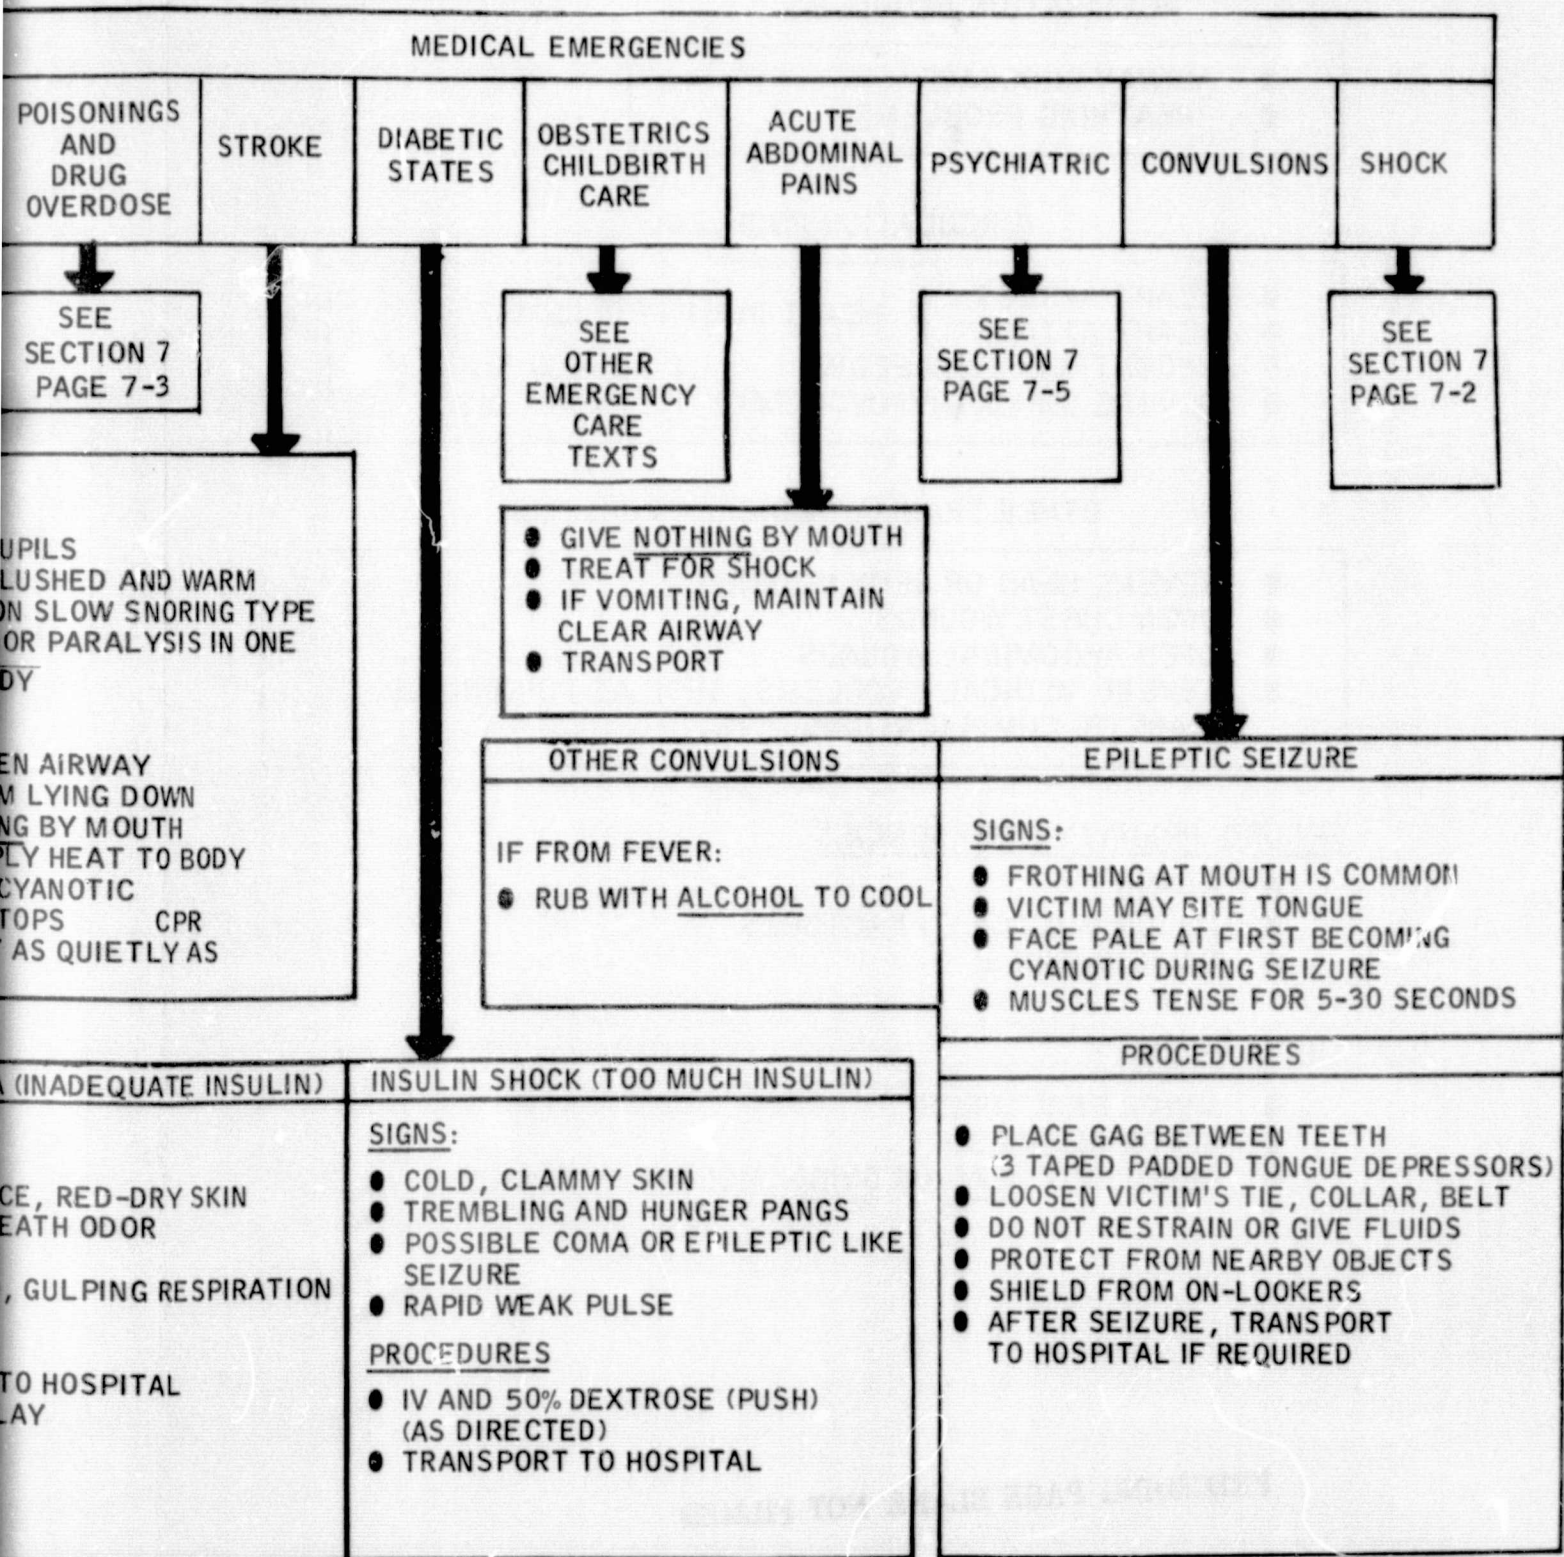 MEDICAL EMERGENCIES
POISONINGS
AND
DRUG
OVERDOSE
STROKE
DIABETIC
STATES
OBSTETRICS
CHILDBIRTH
CARE
ACUTE
ABDOMINAL
PAINS
PSYCHIATRIC
CONVULSIONS
SHOCK
SEE
SECTION 7
PAGE 7-3
SEE
OTHER
EMERGENCY
CARE
TEXTS
SEE
SECTION 7
PAGE 7-5
SEE
SECTION 7
PAGE 7-2
UPILS
LUSHED AND WARM
ON SLOW SNORING TYPE
OR PARALYSIS IN ONE
DY
EN AIRWAY
M LYING DOWN
NG BY MOUTH
PLY HEAT TO BODY
CYANOTIC
TOPS CPR
AS QUIETLY AS
● GIVE NOTHING BY MOUTH
● TREAT FOR SHOCK
● IF VOMITING, MAINTAIN
CLEAR AIRWAY
● TRANSPORT
OTHER CONVULSIONS
IF FROM FEVER:
● RUB WITH ALCOHOL TO COOL
EPILEPTIC SEIZURE
SIGNS:
● FROTHING AT MOUTH IS COMMON
● VICTIM MAY BITE TONGUE
● FACE PALE AT FIRST BECOMING
CYANOTIC DURING SEIZURE
● MUSCLES TENSE FOR 5-30 SECONDS
PROCEDURES
● PLACE GAG BETWEEN TEETH
(3 TAPED PADDED TONGUE DEPRESSORS)
● LOOSEN VICTIM'S TIE, COLLAR, BELT
● DO NOT RESTRAIN OR GIVE FLUIDS
● PROTECT FROM NEARBY OBJECTS
● SHIELD FROM ON-LOOKERS
● AFTER SEIZURE, TRANSPORT
TO HOSPITAL IF REQUIRED
A (INADEQUATE INSULIN)
CE, RED-DRY SKIN
EATH ODOR
, GULPING RESPIRATION
TO HOSPITAL
LAY
INSULIN SHOCK (TOO MUCH INSULIN)
SIGNS:
● COLD, CLAMMY SKIN
● TREMBLING AND HUNGER PANGS
● POSSIBLE COMA OR EPILEPTIC LIKE
SEIZURE
● RAPID WEAK PULSE
PROCEDURES
● IV AND 50% DEXTROSE (PUSH)
(AS DIRECTED)
● TRANSPORT TO HOSPITAL